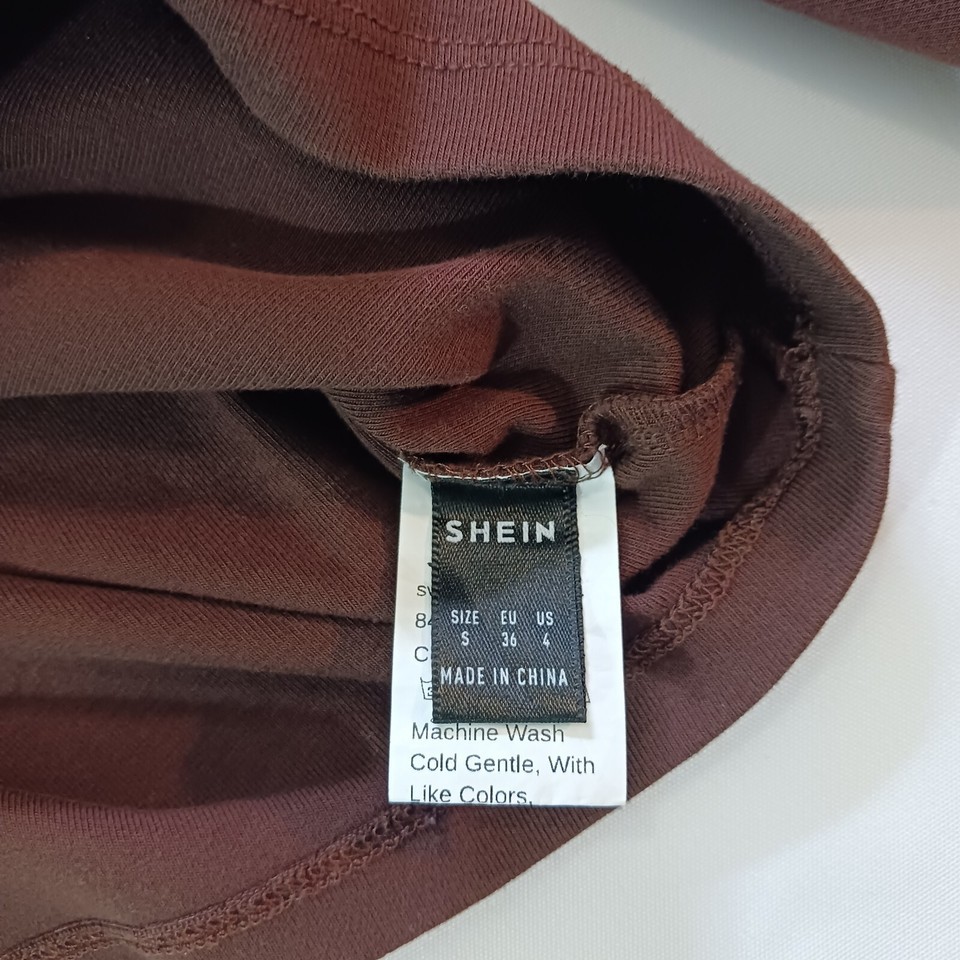 SHEIN
SIZE EU US
S 36 4
MADE IN CHINA
Machine Wash
Cold Gentle, With
Like Colors,